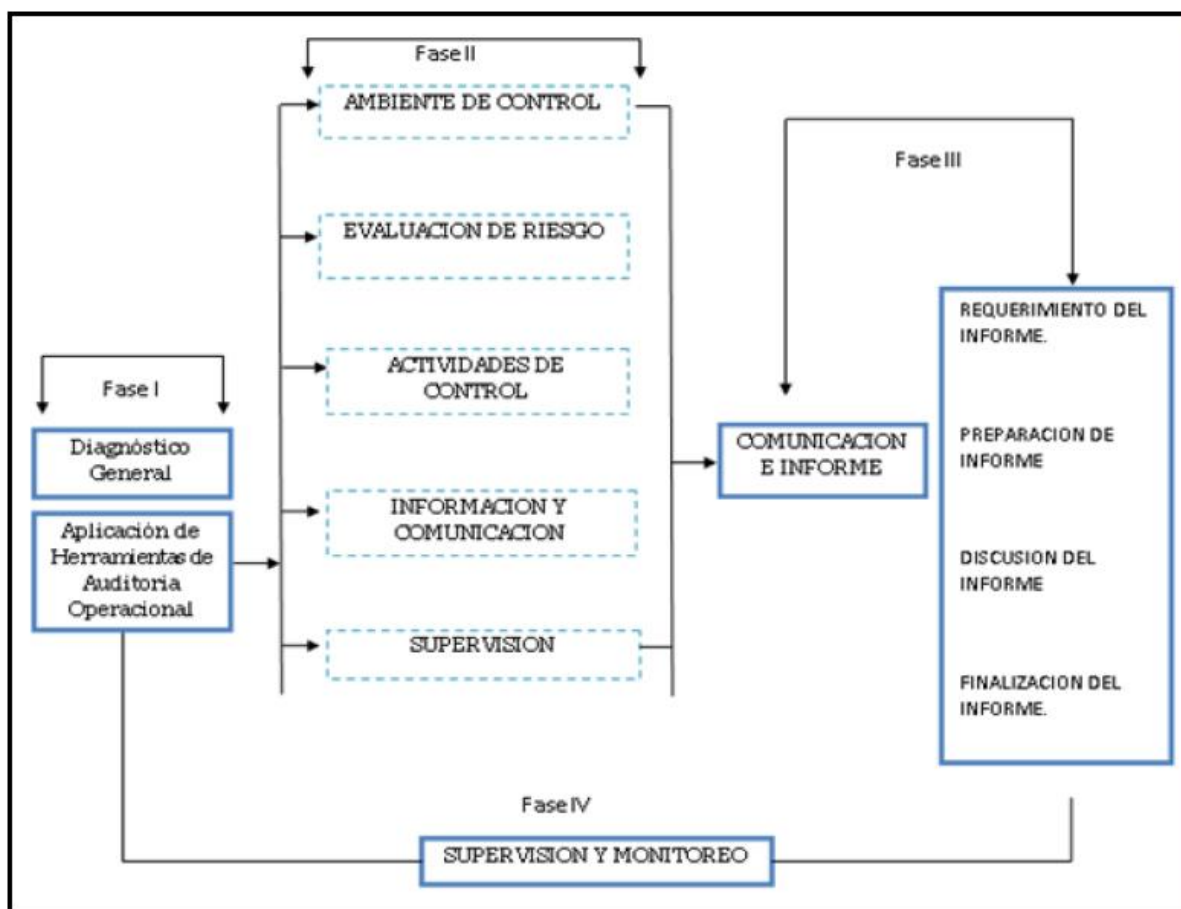 Fase I
Diagnóstico
General
Aplicación de
Herramientas de
Auditoria
Operacional
Fase II
AMBIENTE DE CONTROL
EVALUACION DE RIESGO
ACTIVIDADES DE
CONTROL
INFORMACION Y
COMUNICACION
SUPERVISION
Fase III
COMUNICACION
E INFORME
REQUERIMIENTO DEL
INFORME.
PREPARACION DE
INFORME
DISCUSION DEL
INFORME
FINALIZACION DEL
INFORME.
Fase IV
SUPERVISION Y MONITOREO